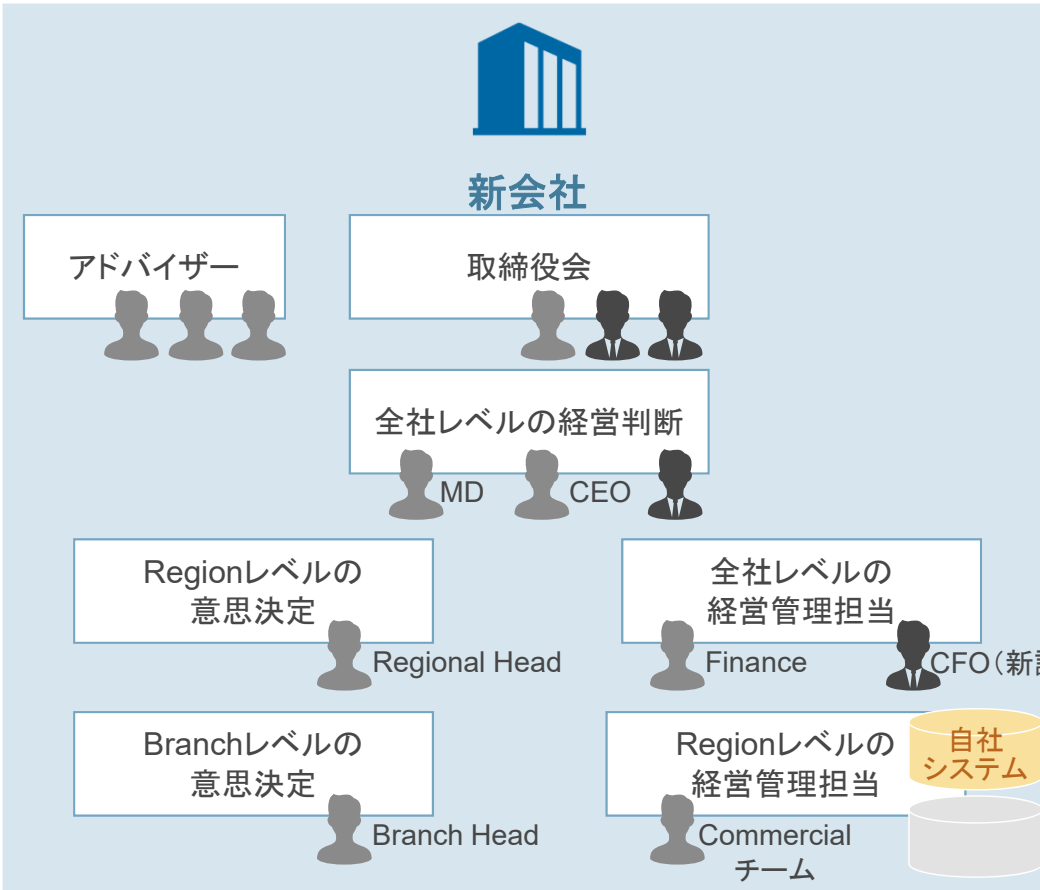 新会社
アドバイザー
取締役会
全社レベルの経営判断
MD
CEO
Regionレベルの
意思決定
Regional Head
全社レベルの
経営管理担当
Finance
CFO（新設
Branchレベルの
意思決定
Branch Head
Regionレベルの
経営管理担当
Commercial
チーム
自社
システム